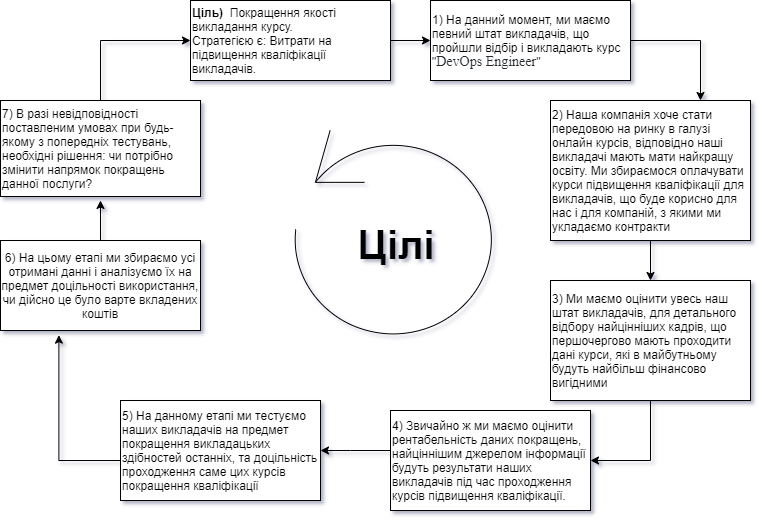 Ціль)  Покращення якості
викладання курсу.
Стратегією є: Витрати на
підвищення кваліфікації
викладачів.
1) На данний момент, ми маємо
певний штат викладачів, що
пройшли відбір і викладають курс
"DevOps Engineer"
2) Наша компанія хоче стати
передовою на ринку в галузі
онлайн курсів, відповідно наші
викладачі мають мати найкращу
освіту. Ми збираємося оплачувати
курси підвищення кваліфікації для
викладачів, що буде корисно для
нас і для компаній, з якими ми
укладаємо контракти
3) Ми маємо оцінити увесь наш
штат викладачів, для детального
відбору найцінніших кадрів, що
першочергово мають проходити
дані курси, які в майбутньому
будуть найбільш фінансово
вигідними
4) Звичайно ж ми маємо оцінити
рентабельність даних покращень,
найціннішим джерелом інформації
будуть результати наших
викладачів під час проходження
курсів підвищення кваліфікації.
5) На данному етапі ми тестуємо
наших викладачів на предмет
покращення викладацьких
здібностей останніх, та доцільність
проходження саме цих курсів
покращення кваліфікації
6) На цьому етапі ми збираємо усі
отримані данні і аналізуємо їх на
предмет доцільності використання,
чи дійсно це було варте вкладених
коштів
7) В разі невідповідності
поставленим умовах при будь-
якому з попередніх тестувань,
необхідні рішення: чи потрібно
змінити напрямок покращень
данної послуги?
Цілі